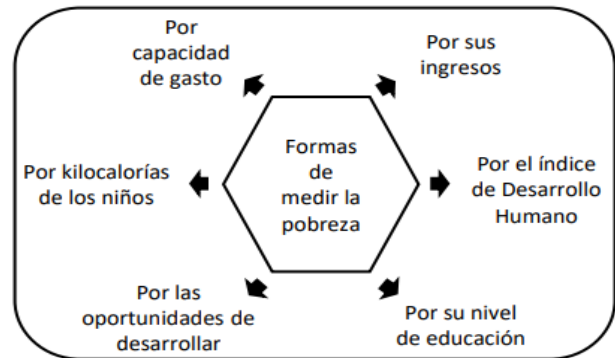 Por
capacidad
de gasto
Por sus
ingresos
Formas
de
medir la
pobreza
Por kilocalorías
de los niños
Por el índice
de Desarrollo
Humano
Por las
oportunidades de
desarrollar
Por su nivel
de educación